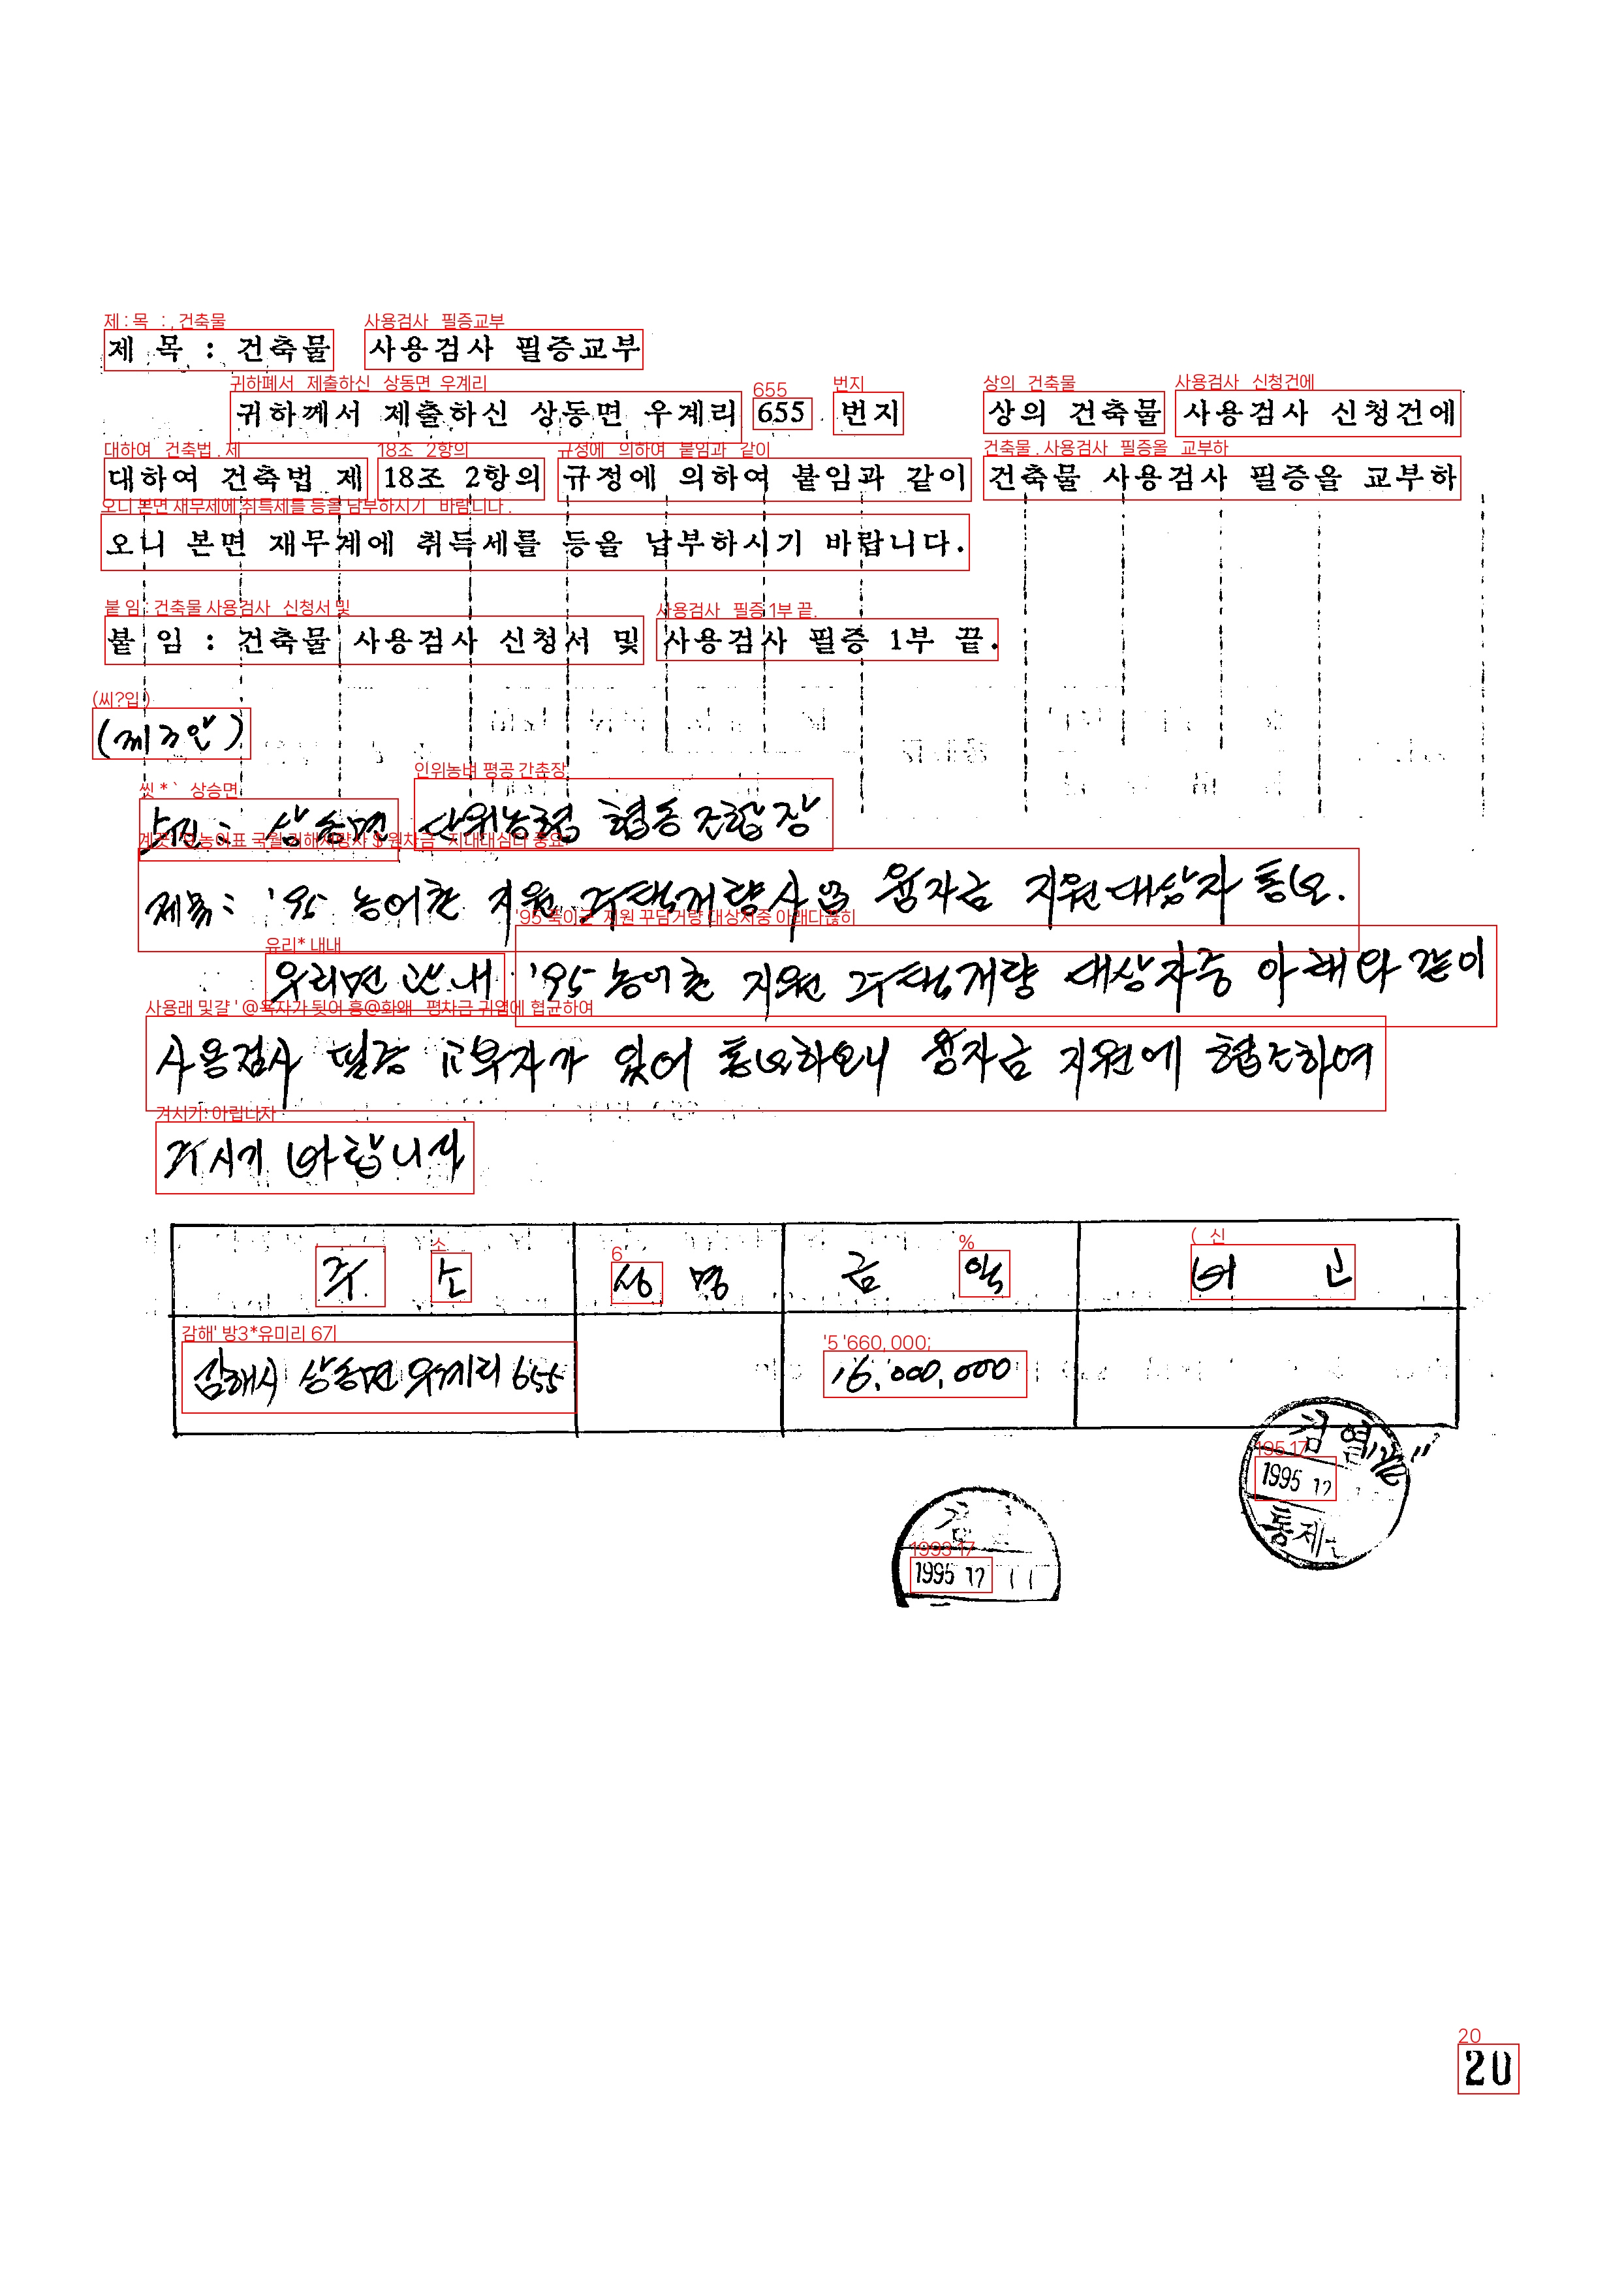 제 목 : 건축물 사용검사 필증교부
귀하께서 제출하신 상동면 우계리 655 번지 상의 건축물 사용검사 신청건에
대하여 건축법 제 18조 2항의 규정에 의하여 붙임과 같이 건축물 사용검사 필증을 교부하
오니 본면 재무계에 취득세를 등을 납부하시기 바랍니다.
붙 임 : 건축물 사용검사 신청서 및 사용검사 필증 1부 끝.
(제2안)
수신 : 상동면 단위농협 협동조합장
제목 : '95 농어촌 지원 주택개량사업 융자금 지원대상자 통보.
우리면 관내 '95 농어촌 지원 주택개량 대상자중 아래와 같이
사용검사 필증 교부자가 있어 통보하오니 융자금 지원에 협조하여
주시기 바랍니다
주 소 성 명 금 액 비 고
김해시 상동면 우계리 655 16,000,000
"끝"
검열
1995 12
통제
1995 12 11
20